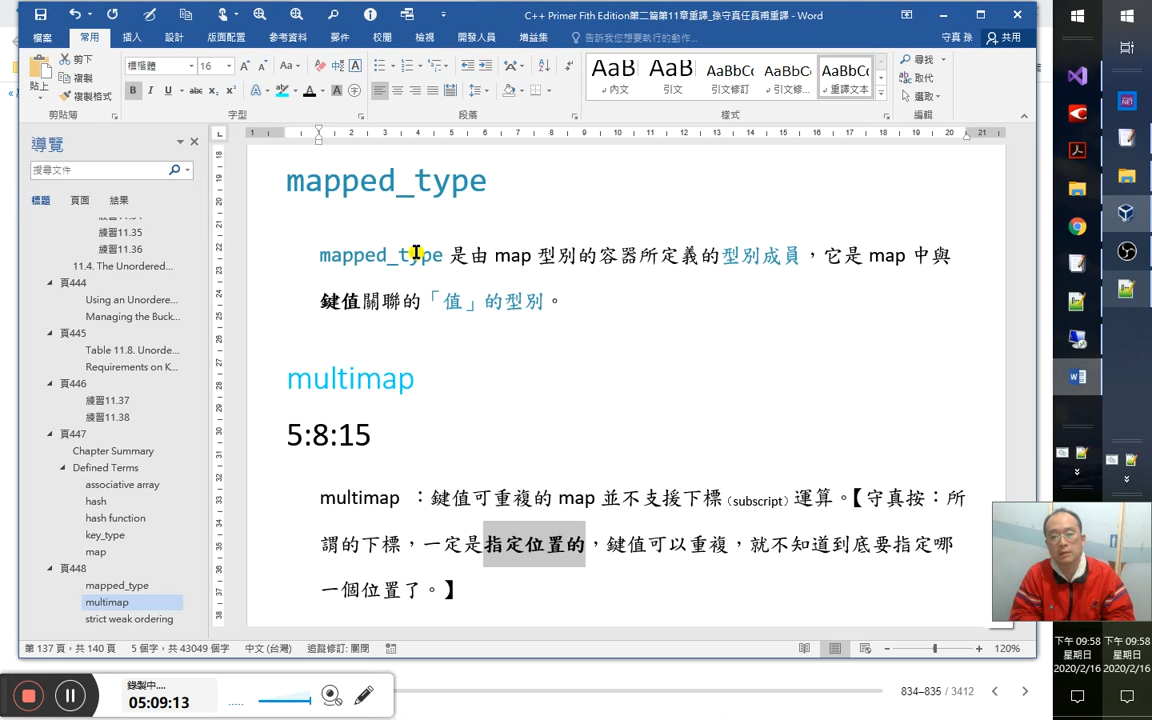 C++ Primer Fith Edition第二篇第11章重譯_孫守真任真甫重譯 - Word
檔案 常用 插入 設計 版面配置 參考資料 郵件 校閱 檢視 開發人員 增益集 告訴我您想要執行的動作... 守真 孫 共用
貼上 剪下 複製 複製格式
標楷體 16
AaB AaB AaBbCc AaBbCc AaBbCc
內文 引文 引文修訂 引文修... 重譯文本
尋找 取代 選取
剪貼簿 字型 段落 樣式 編輯
導覽
搜尋文件
標題 頁面 結果
練習11.35
練習11.36
11.4. The Unordered...
頁444
Using an Unordere...
Managing the Buck...
頁445
Table 11.8. Unorde...
Requirements on K...
頁446
練習11.37
練習11.38
頁447
Chapter Summary
Defined Terms
associative array
hash
hash function
key_type
map
頁448
mapped_type
multimap
strict weak ordering
mapped_type
mapped_type 是由 map 型別的容器所定義的型別成員，它是 map 中與
鍵值關聯的「值」的型別。
multimap
5:8:15
multimap ：鍵值可重複的 map 並不支援下標（subscript）運算。【守真按：所
謂的下標，一定是指定位置的，鍵值可以重複，就不知道到底要指定哪
一個位置了。】
第 137 頁，共 140 頁 5 個字，共 43049 個字 中文 (台灣) 追蹤修訂: 關閉 120%
錄製中....
05:09:13
834–835 / 3412
下午 09:58
星期日
2020/2/16
下午 09:58
星期日
2020/2/16